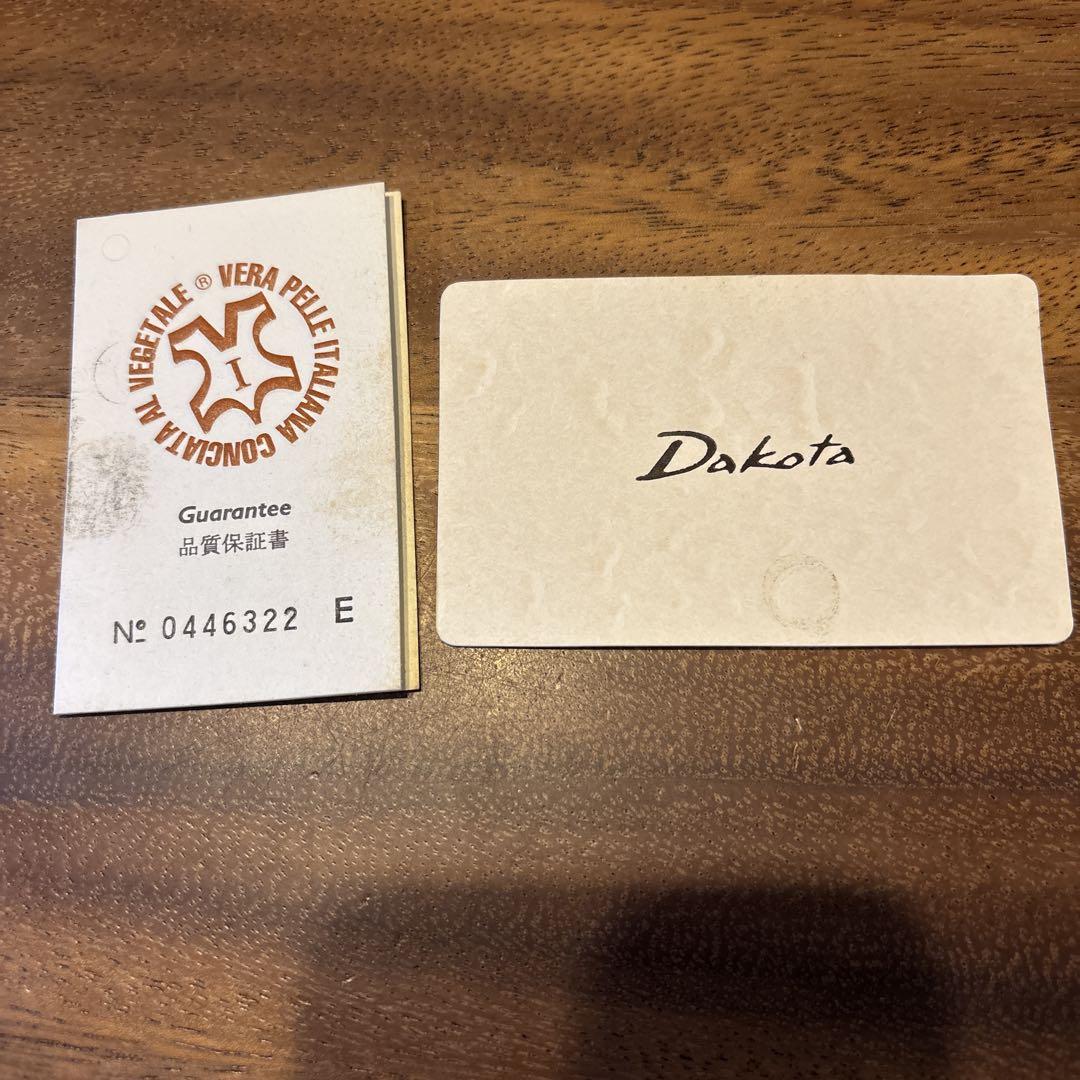 VERA PELLE ITALIANA CONCIATA AL VEGETALE ®
I
Guarantee
品質保証書
Nº 0446322 E
Dakota